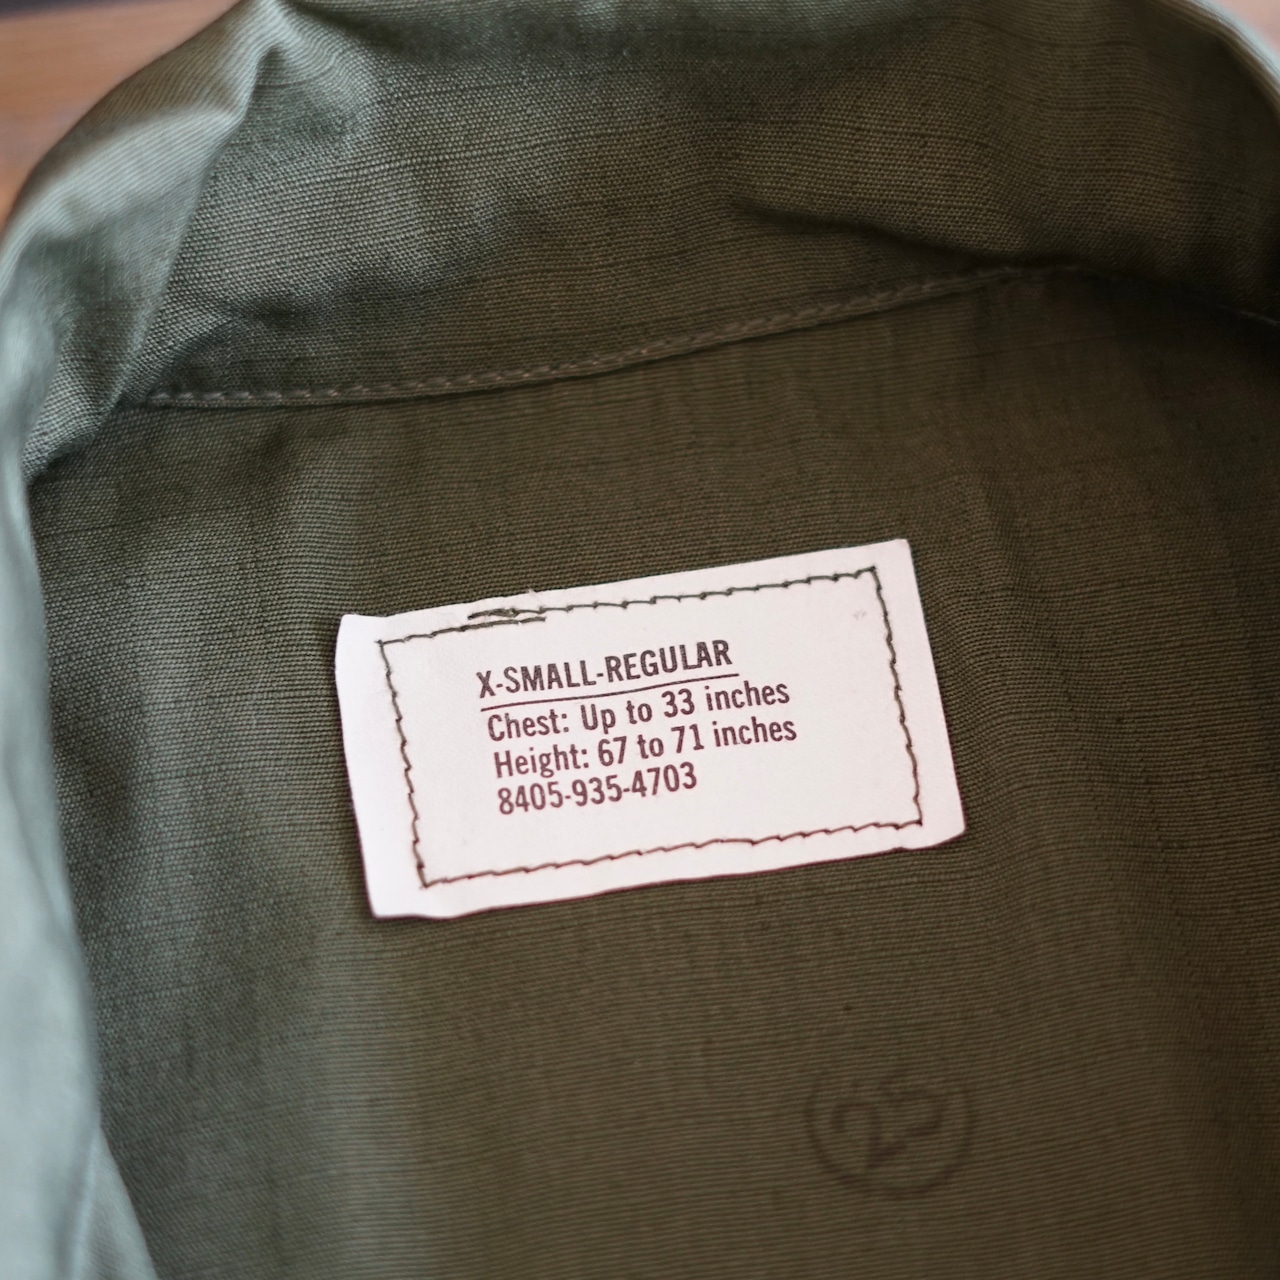 X-SMALL-REGULAR
Chest: Up to 33 inches
Height: 67 to 71 inches
8405-935-4703